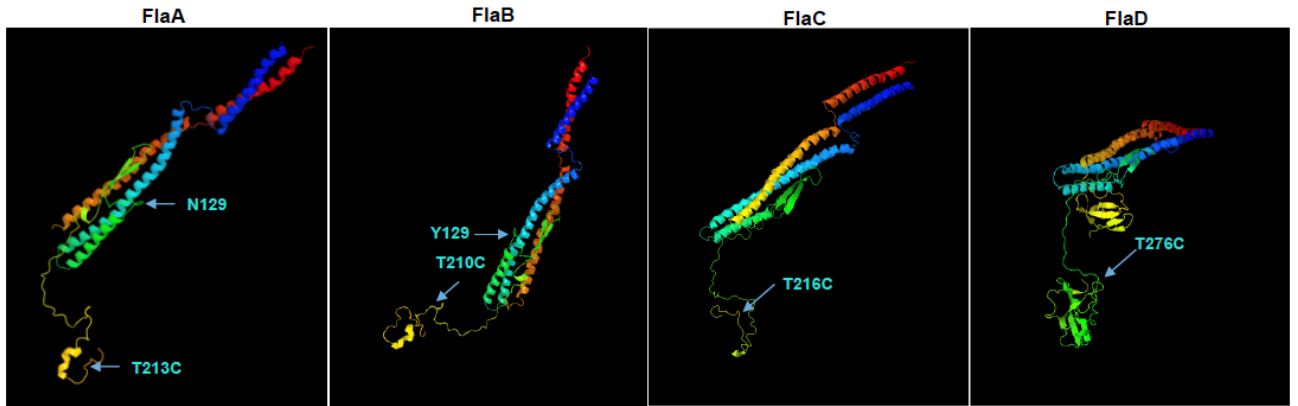 FlaA FlaB FlaC FlaD
N129
Y129
T210C
T276C
T216C
T213C